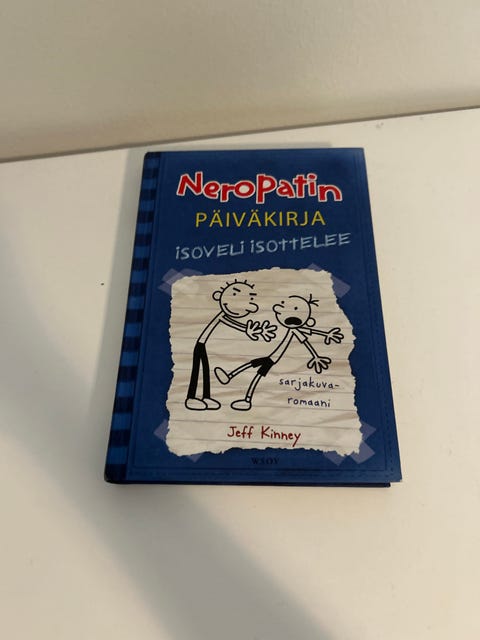 Neropatin
PÄIVÄKIRJA
iSOVELi iSOTTELEE
sarjakuva-
romaani
Jeff Kinney
WSOY